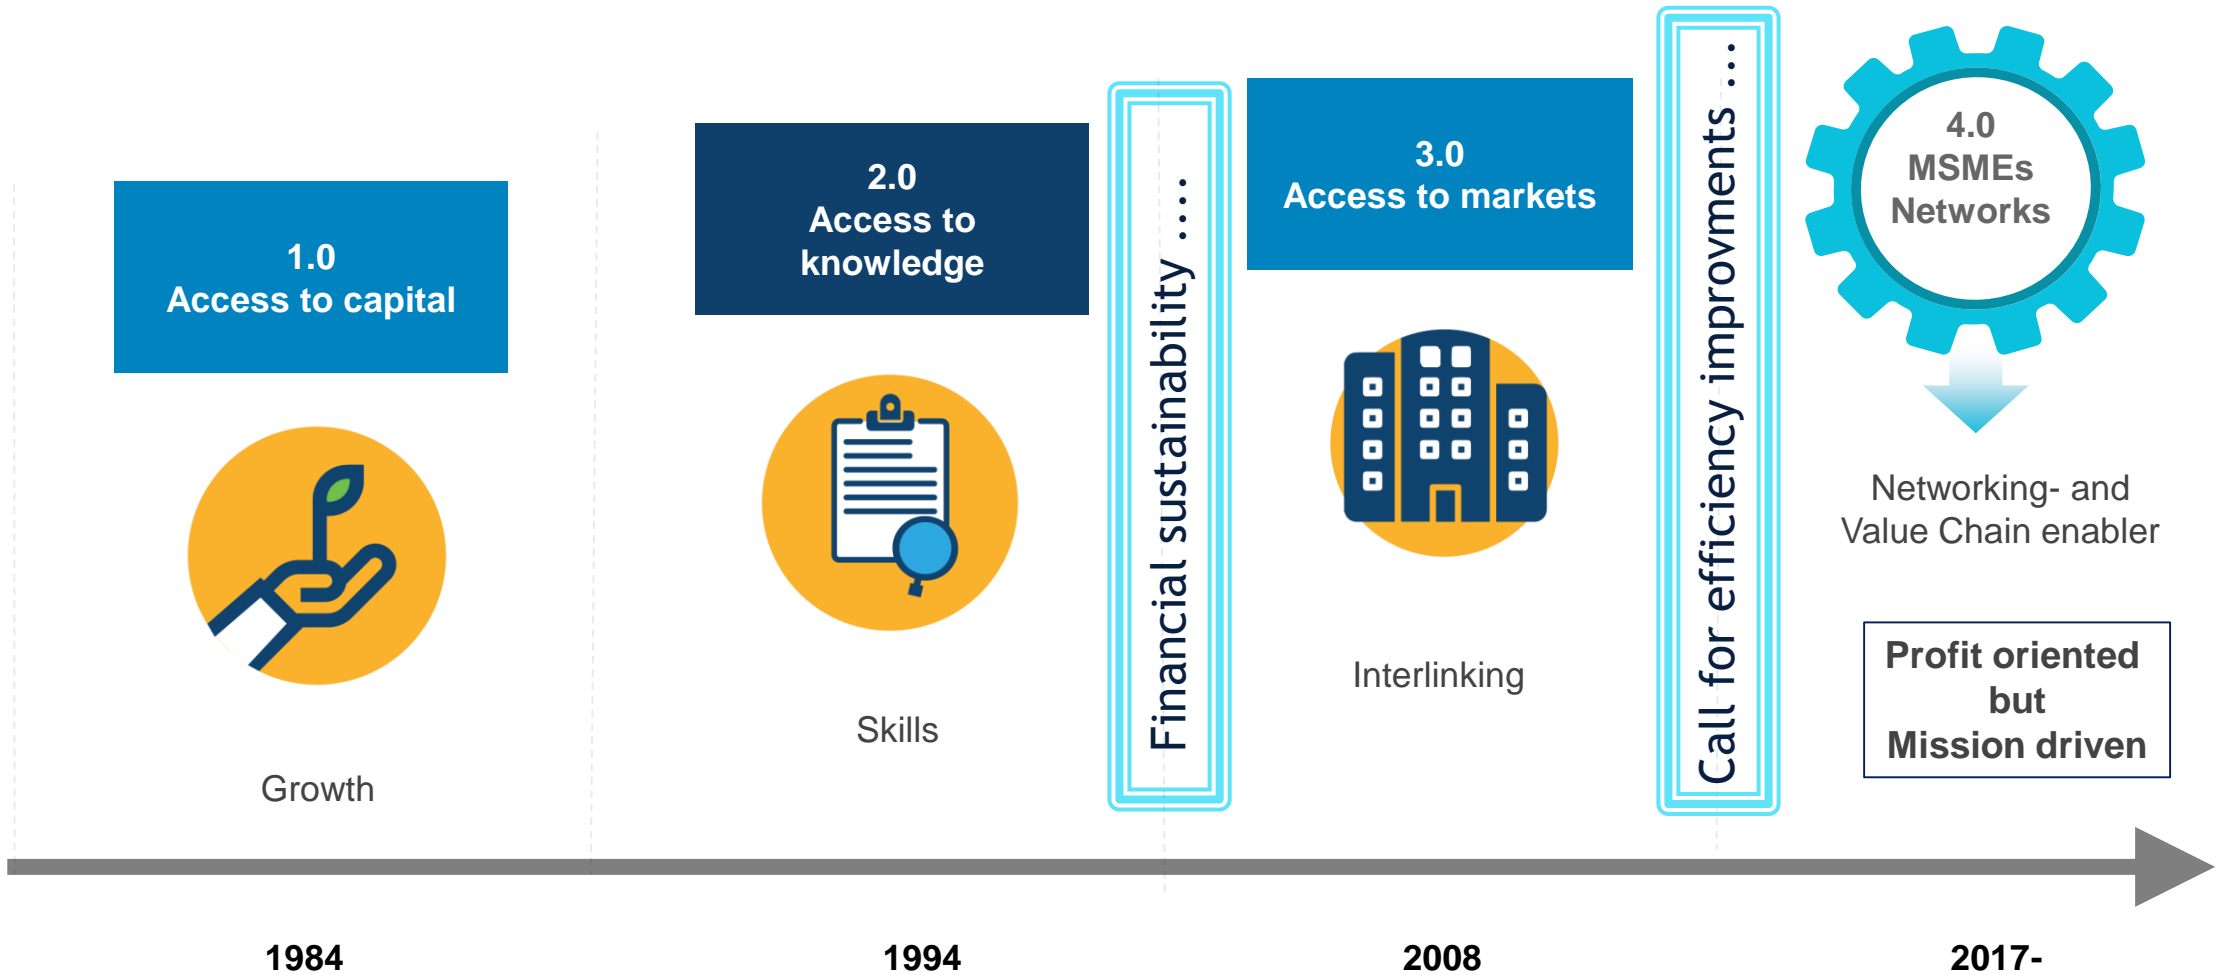 1.0
Access to capital
Growth
1984
2.0
Access to
knowledge
Skills
1994
Financial sustainability ....
3.0
Access to markets
Interlinking
2008
Call for efficiency improvments ...
4.0
MSMEs
Networks
Networking- and
Value Chain enabler
Profit oriented
but
Mission driven
2017-